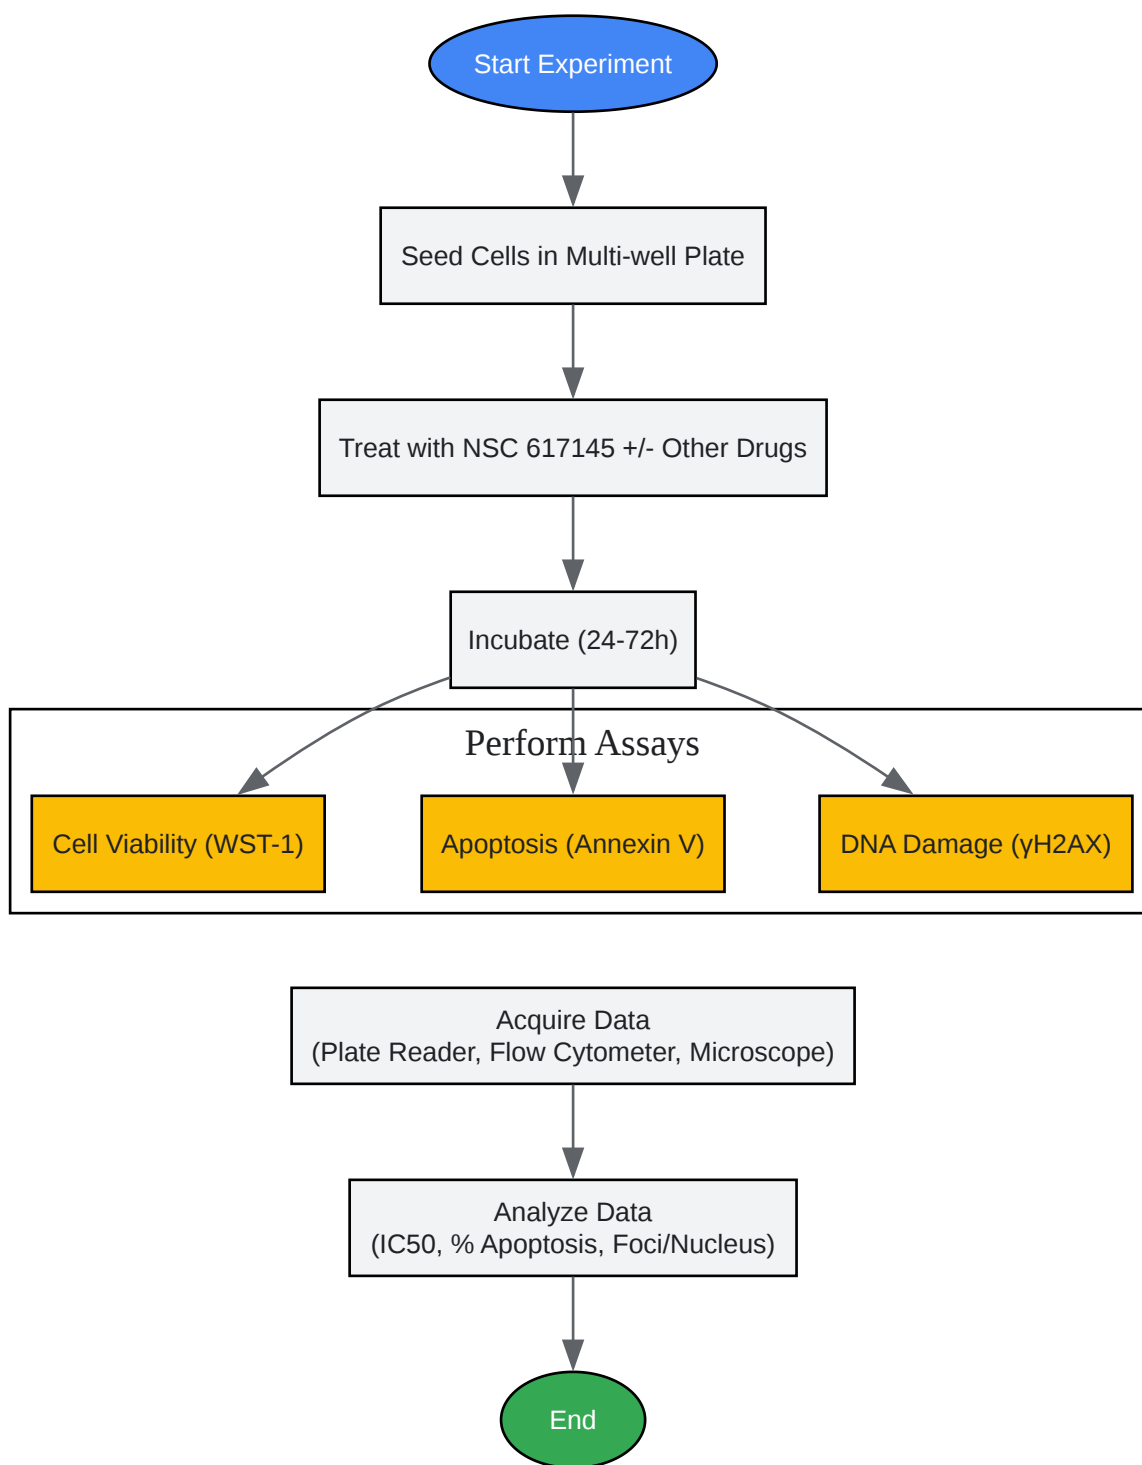 Start Experiment
Seed Cells in Multi-well Plate
Treat with NSC 617145 +/- Other Drugs
Incubate (24-72h)
Perform Assays
Cell Viability (WST-1)
Apoptosis (Annexin V)
DNA Damage (γH2AX)
Acquire Data
(Plate Reader, Flow Cytometer, Microscope)
Analyze Data
(IC50, % Apoptosis, Foci/Nucleus)
End